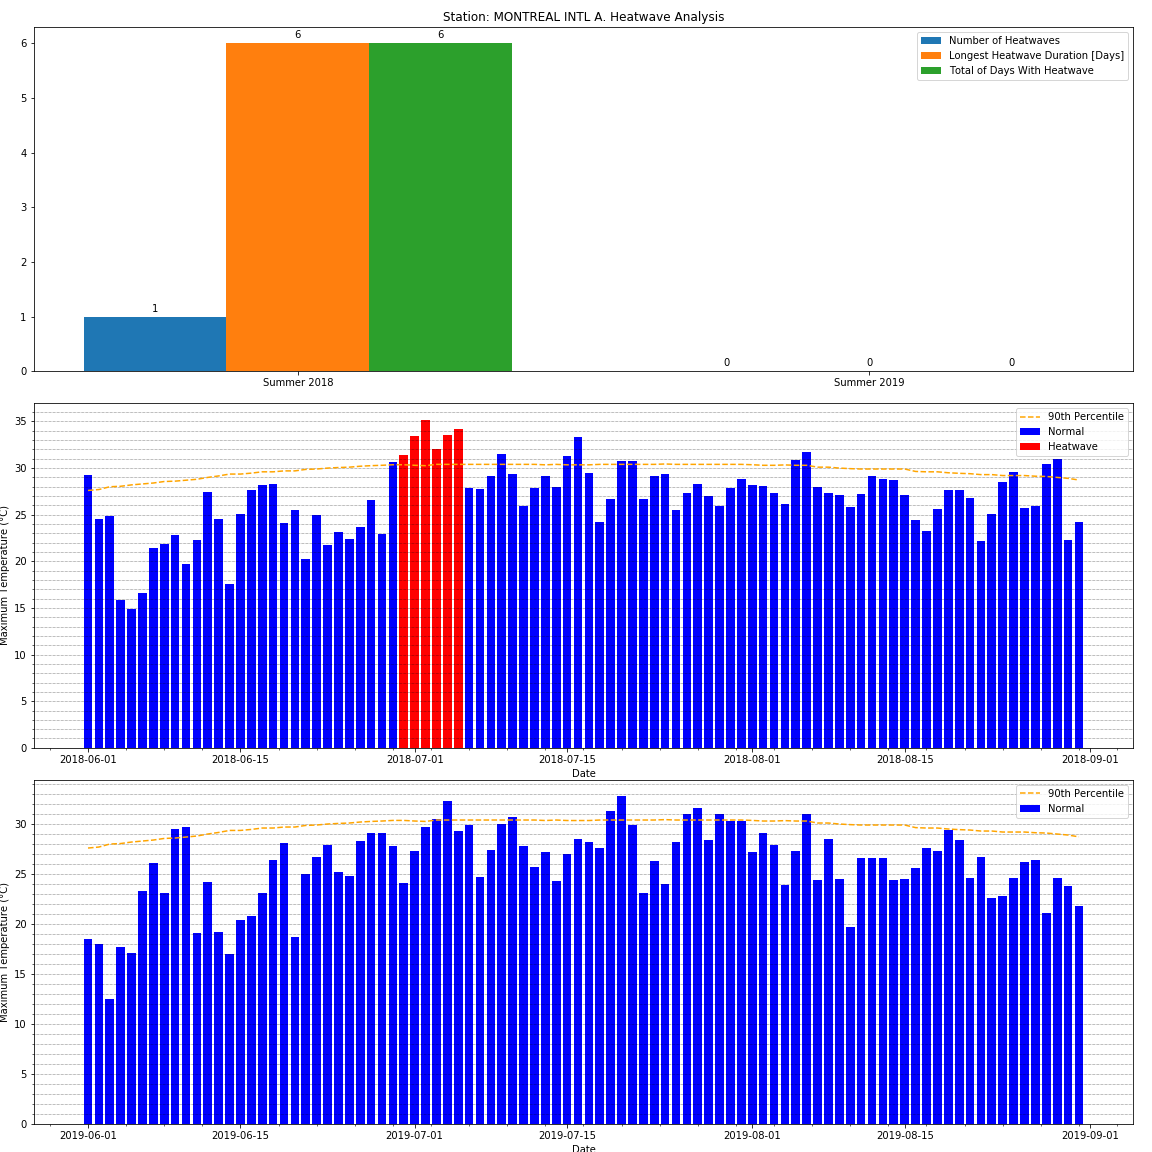 Station: MONTREAL INTL A. Heatwave Analysis
6
5
4
3
2
1
0
1
6
6
0
0
0
Number of Heatwaves
Longest Heatwave Duration [Days]
Total of Days With Heatwave
Summer 2018
Summer 2019
Maximum Temperature (°C)
35
30
25
20
15
10
5
0
90th Percentile
Normal
Heatwave
2018-06-01
2018-06-15
2018-07-01
2018-07-15
2018-08-01
2018-08-15
2018-09-01
Date
Maximum Temperature (°C)
30
25
20
15
10
5
0
90th Percentile
Normal
2019-06-01
2019-06-15
2019-07-01
2019-07-15
2019-08-01
2019-08-15
2019-09-01
Date